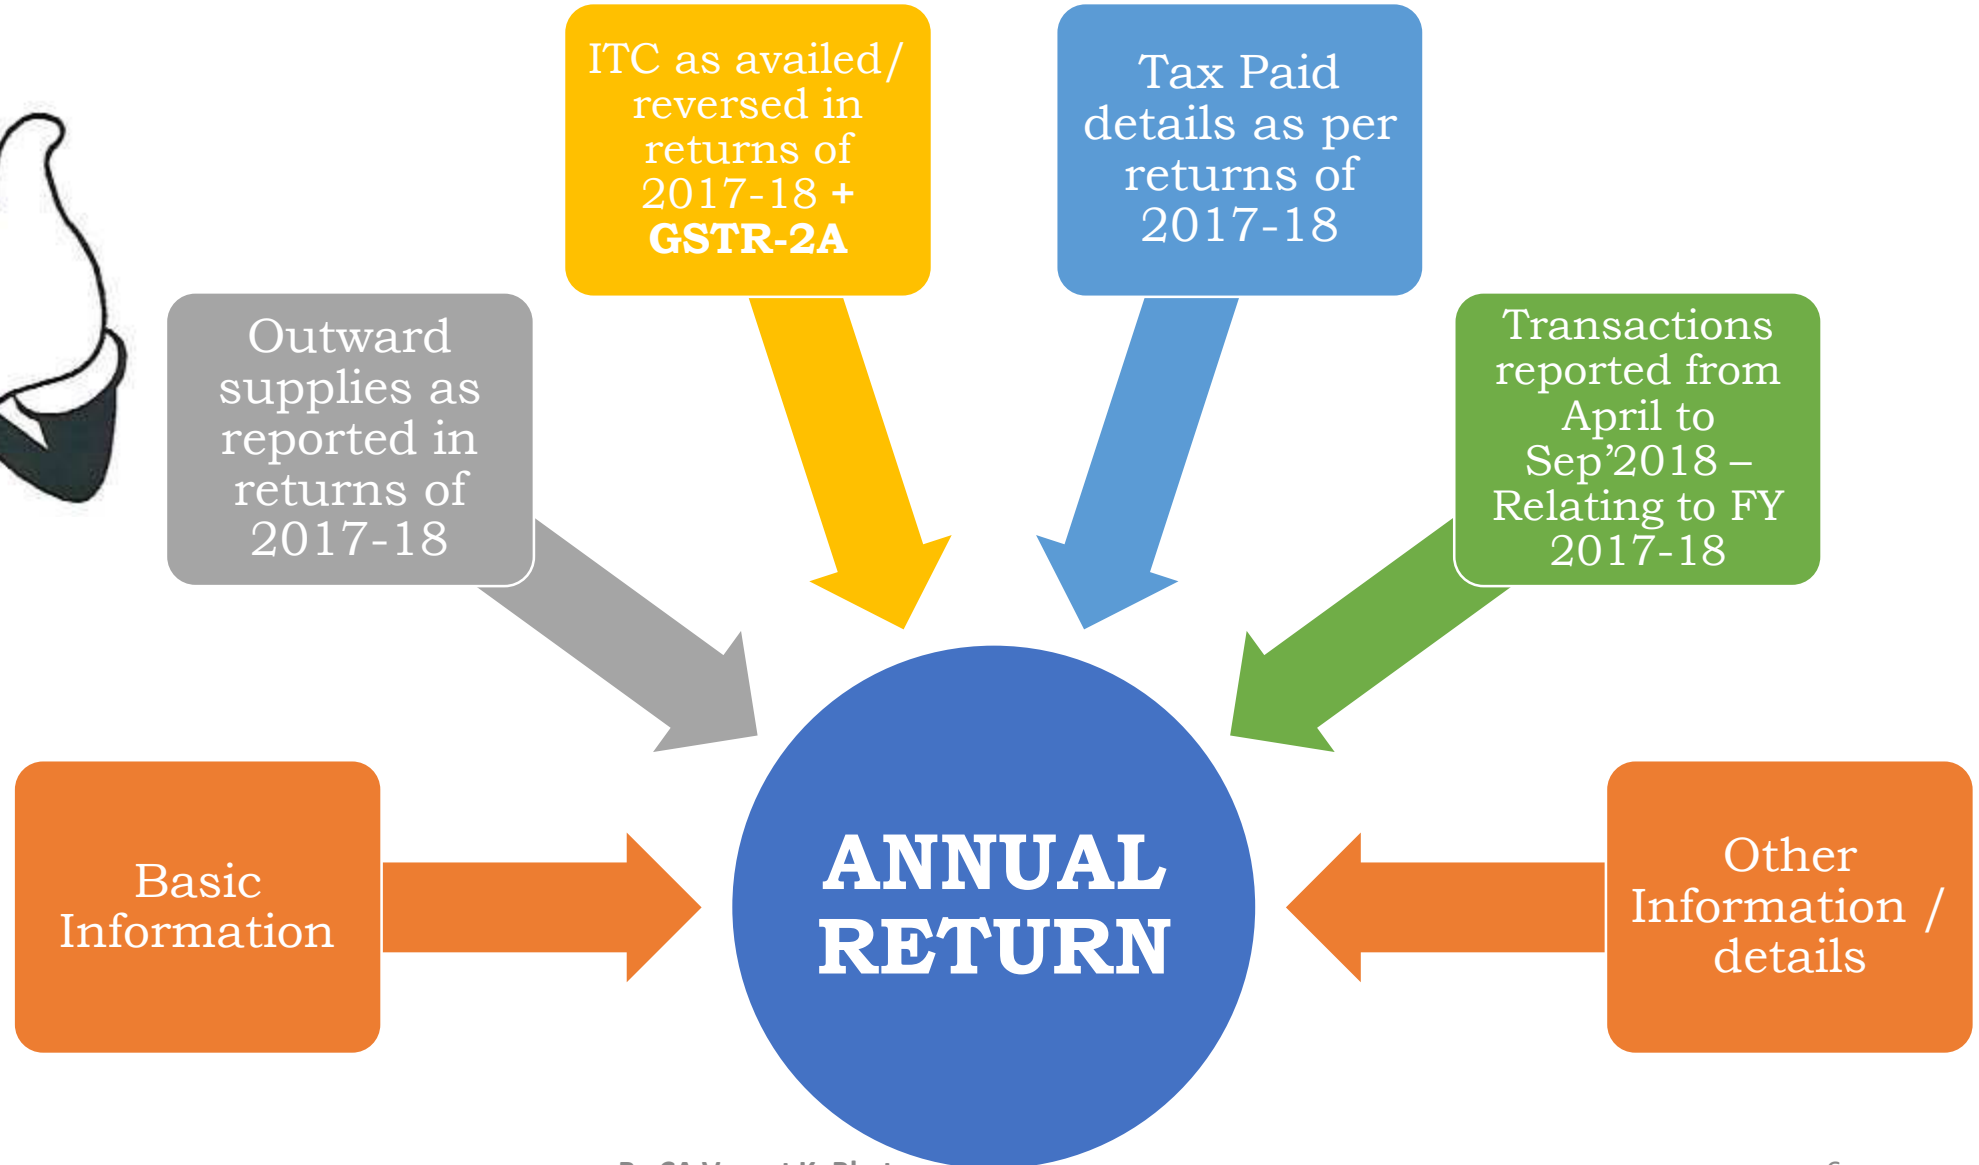 ITC as availed/
reversed in
returns of
2017-18 +
GSTR-2A
Tax Paid
details as per
returns of
2017-18
Outward
supplies as
reported in
returns of
2017-18
Transactions
reported from
April to
Sep’2018 –
Relating to FY
2017-18
Basic
Information
ANNUAL
RETURN
Other
Information /
details